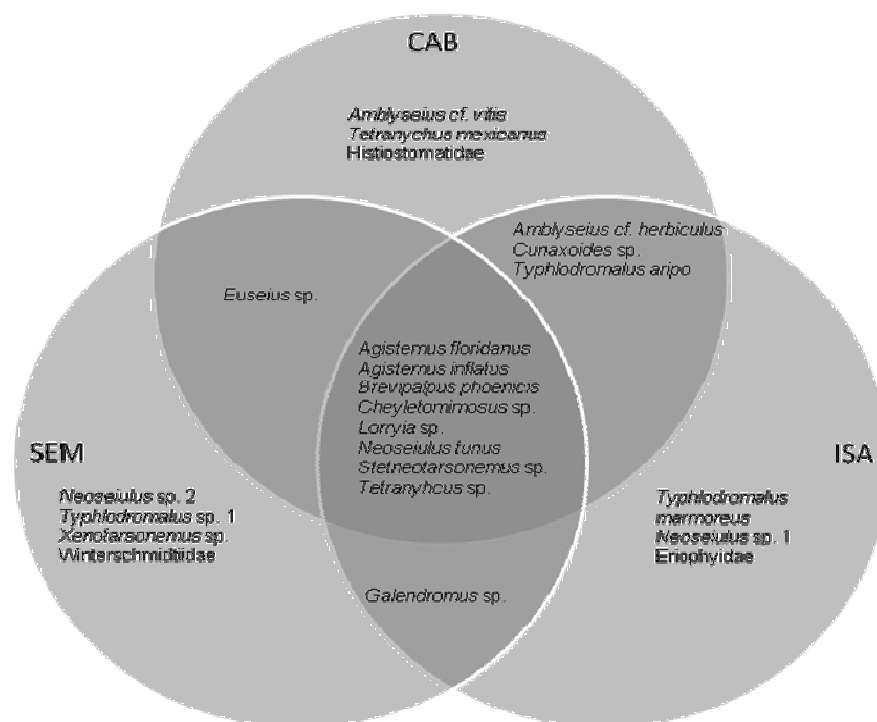 CAB
Amblyseius cf. vitis
Tetranychus mexicanus
Histiostomatidae
Amblyseius cf. herbiculus
Cunaxoides sp.
Typhlodromalus aripo
Euseius sp.
Agistemus floridanus
Agistemus inflatus
Brevipalpus phoenicis
Cheyletomimosus sp.
Lorryia sp.
Neoseiulus tunus
Stetneotarsonemus sp.
Tetranyhcus sp.
SEM
Neoseiulus sp. 2
Typhlodromalus sp. 1
Xenotarsonemus sp.
Winterschmidtiidae
ISA
Typhlodromalus
marmoreus
Neoseiulus sp. 1
Eriophyidae
Galendromus sp.